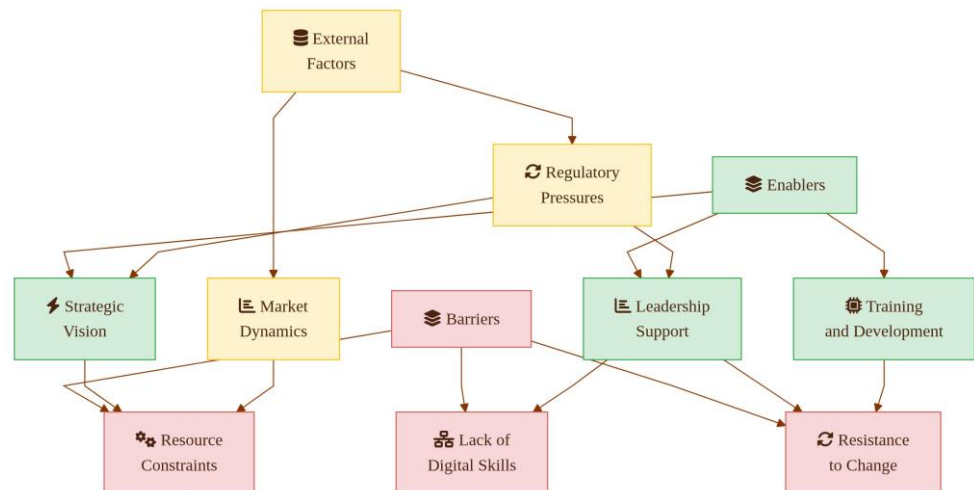 External
Factors
Regulatory
Pressures
Enablers
Strategic
Vision
Market
Dynamics
Barriers
Leadership
Support
Training
and Development
Resource
Constraints
Lack of
Digital Skills
Resistance
to Change